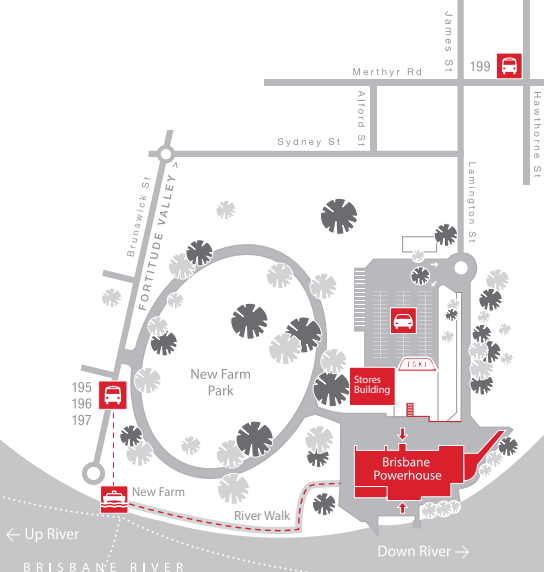 James St
199
Merthyr Rd
Alford St
Hawthorne St
Sydney St
Lamington St
Brunswick St
FORTITUDE VALLEY >
TAXI
New Farm
Park
Stores
Building
195
196
197
Brisbane
Powerhouse
New Farm
River Walk
← Up River
Down River →
BRISBANE RIVER